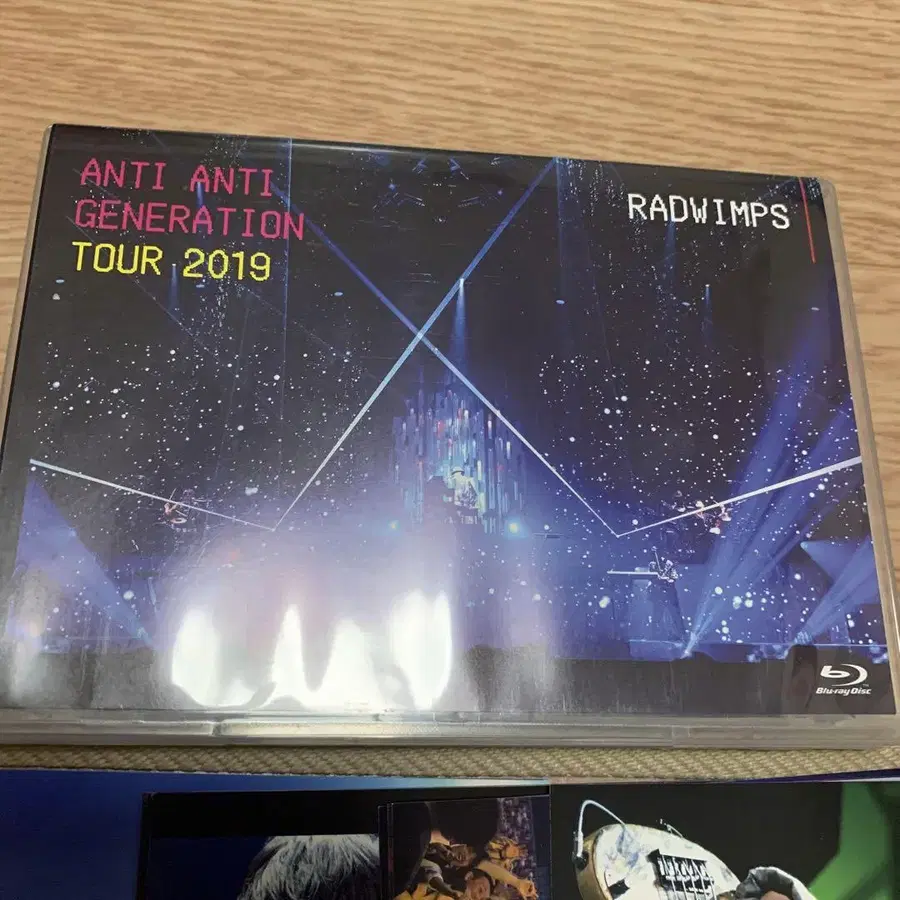 ANTI ANTI
GENERATION
TOUR 2019
RADWIMPS
Blu-ray Disc